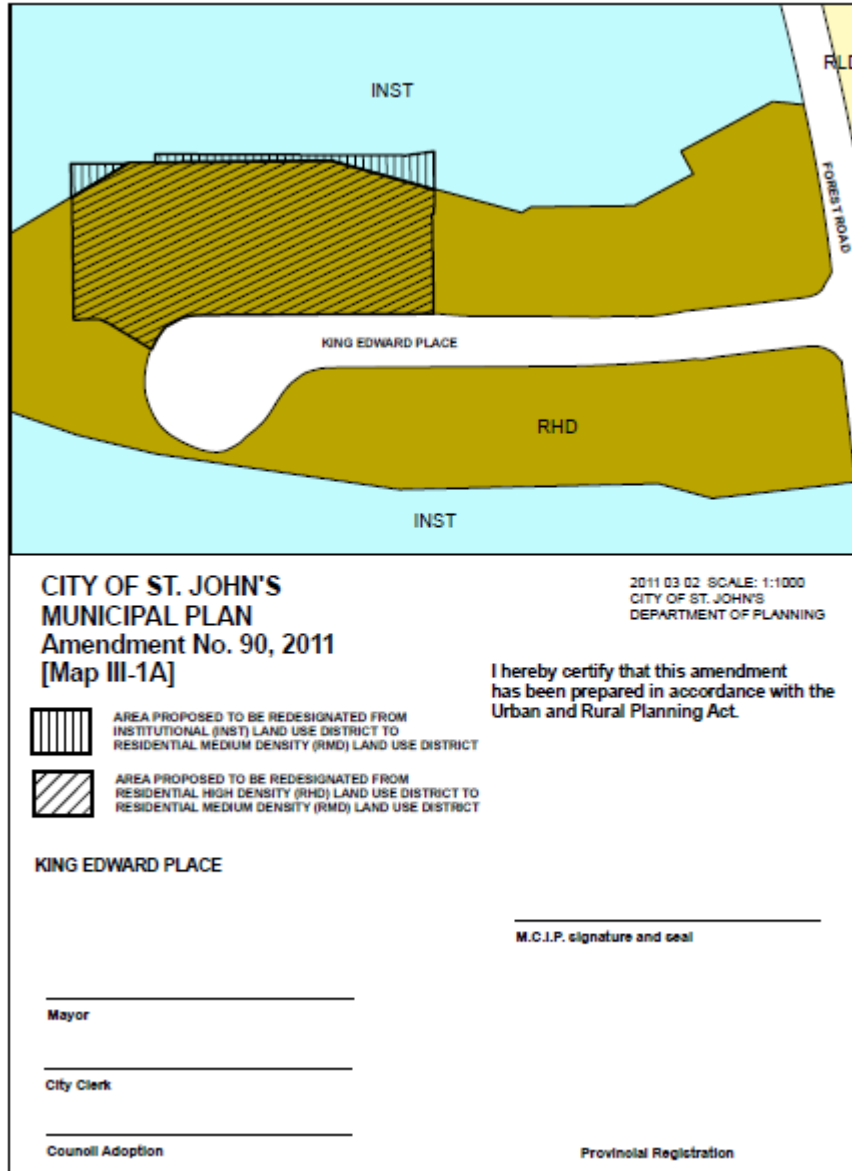 INST
RLD
FOREST ROAD
KING EDWARD PLACE
RHD
INST
CITY OF ST. JOHN'S
MUNICIPAL PLAN
Amendment No. 90, 2011
[Map III-1A]
2011 03 02 SCALE: 1:1000
CITY OF ST. JOHN'S
DEPARTMENT OF PLANNING
I hereby certify that this amendment
has been prepared in accordance with the
Urban and Rural Planning Act.
AREA PROPOSED TO BE REDESIGNATED FROM
INSTITUTIONAL (INST) LAND USE DISTRICT TO
RESIDENTIAL MEDIUM DENSITY (RMD) LAND USE DISTRICT
AREA PROPOSED TO BE REDESIGNATED FROM
RESIDENTIAL HIGH DENSITY (RHD) LAND USE DISTRICT TO
RESIDENTIAL MEDIUM DENSITY (RMD) LAND USE DISTRICT
KING EDWARD PLACE
M.C.I.P. signature and seal
Mayor
City Clerk
Council Adoption
Provincial Registration